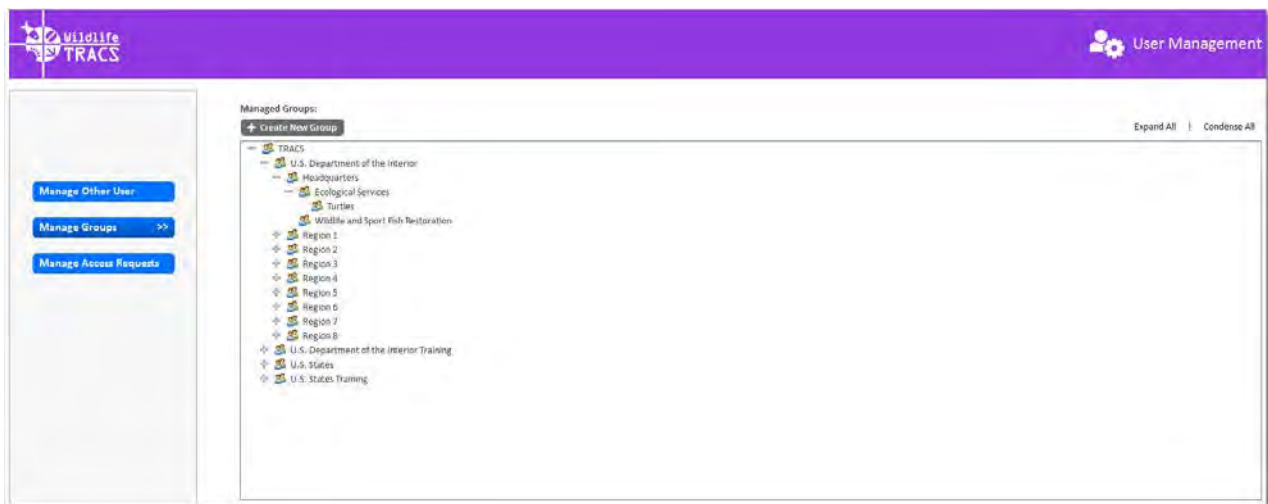 Wildlife
TRACS
User Management
Managed Groups:
+ Create New Group
Expand All | Condense All
TRACS
U.S. Department of the Interior
Headquarters
Ecological Services
Turtles
Wildlife and Sport Fish Restoration
Region 1
Region 2
Region 3
Region 4
Region 5
Region 6
Region 7
Region 8
U.S. Department of the Interior Training
U.S. States
U.S. States Training
Manage Other User
Manage Groups >>
Manage Access Requests